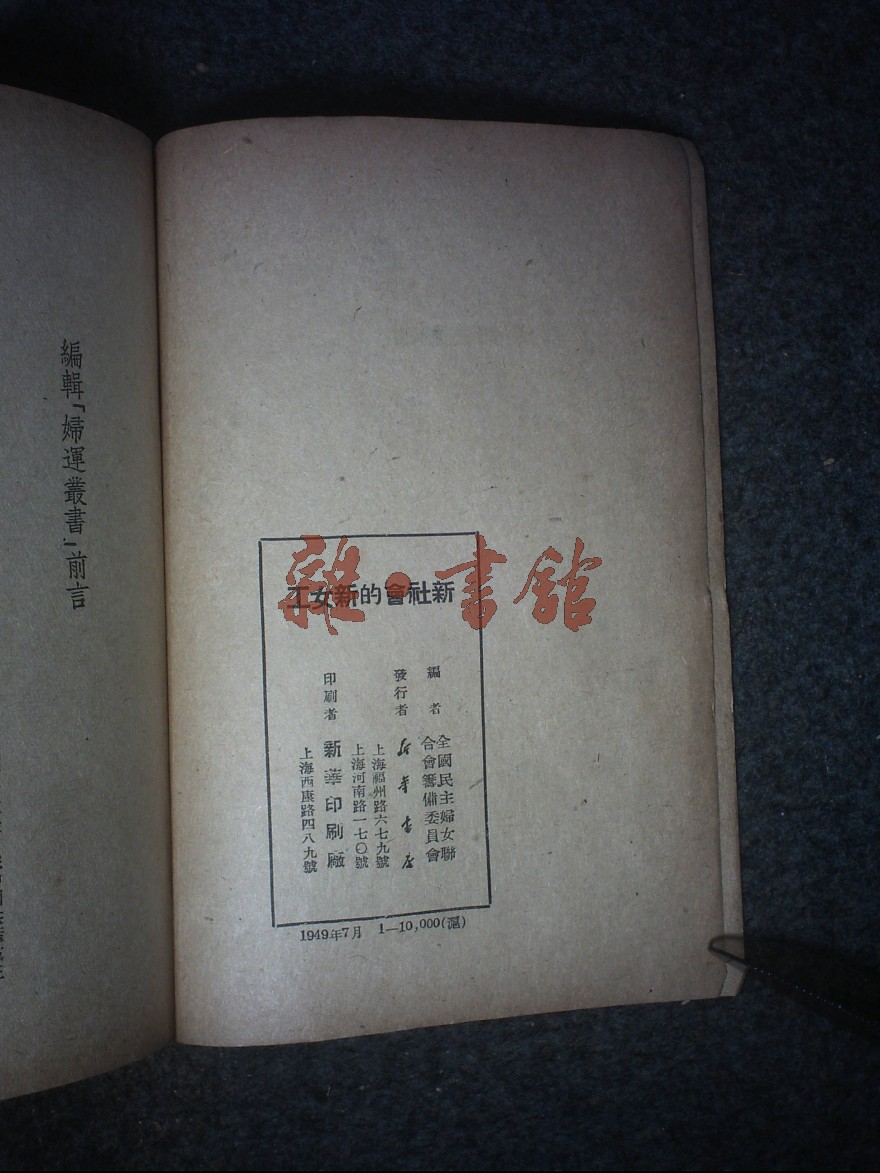 新社會的新女工
編者
全國民主婦女聯
合會籌備委員會
發行者
新華書店
上海福州路六七九號
上海河南路一七〇號
印刷者
新華印刷廠
上海西康路四八九號
1949年7月 1—10,000(滬)
編輯「婦運叢書」前言
雜·書館